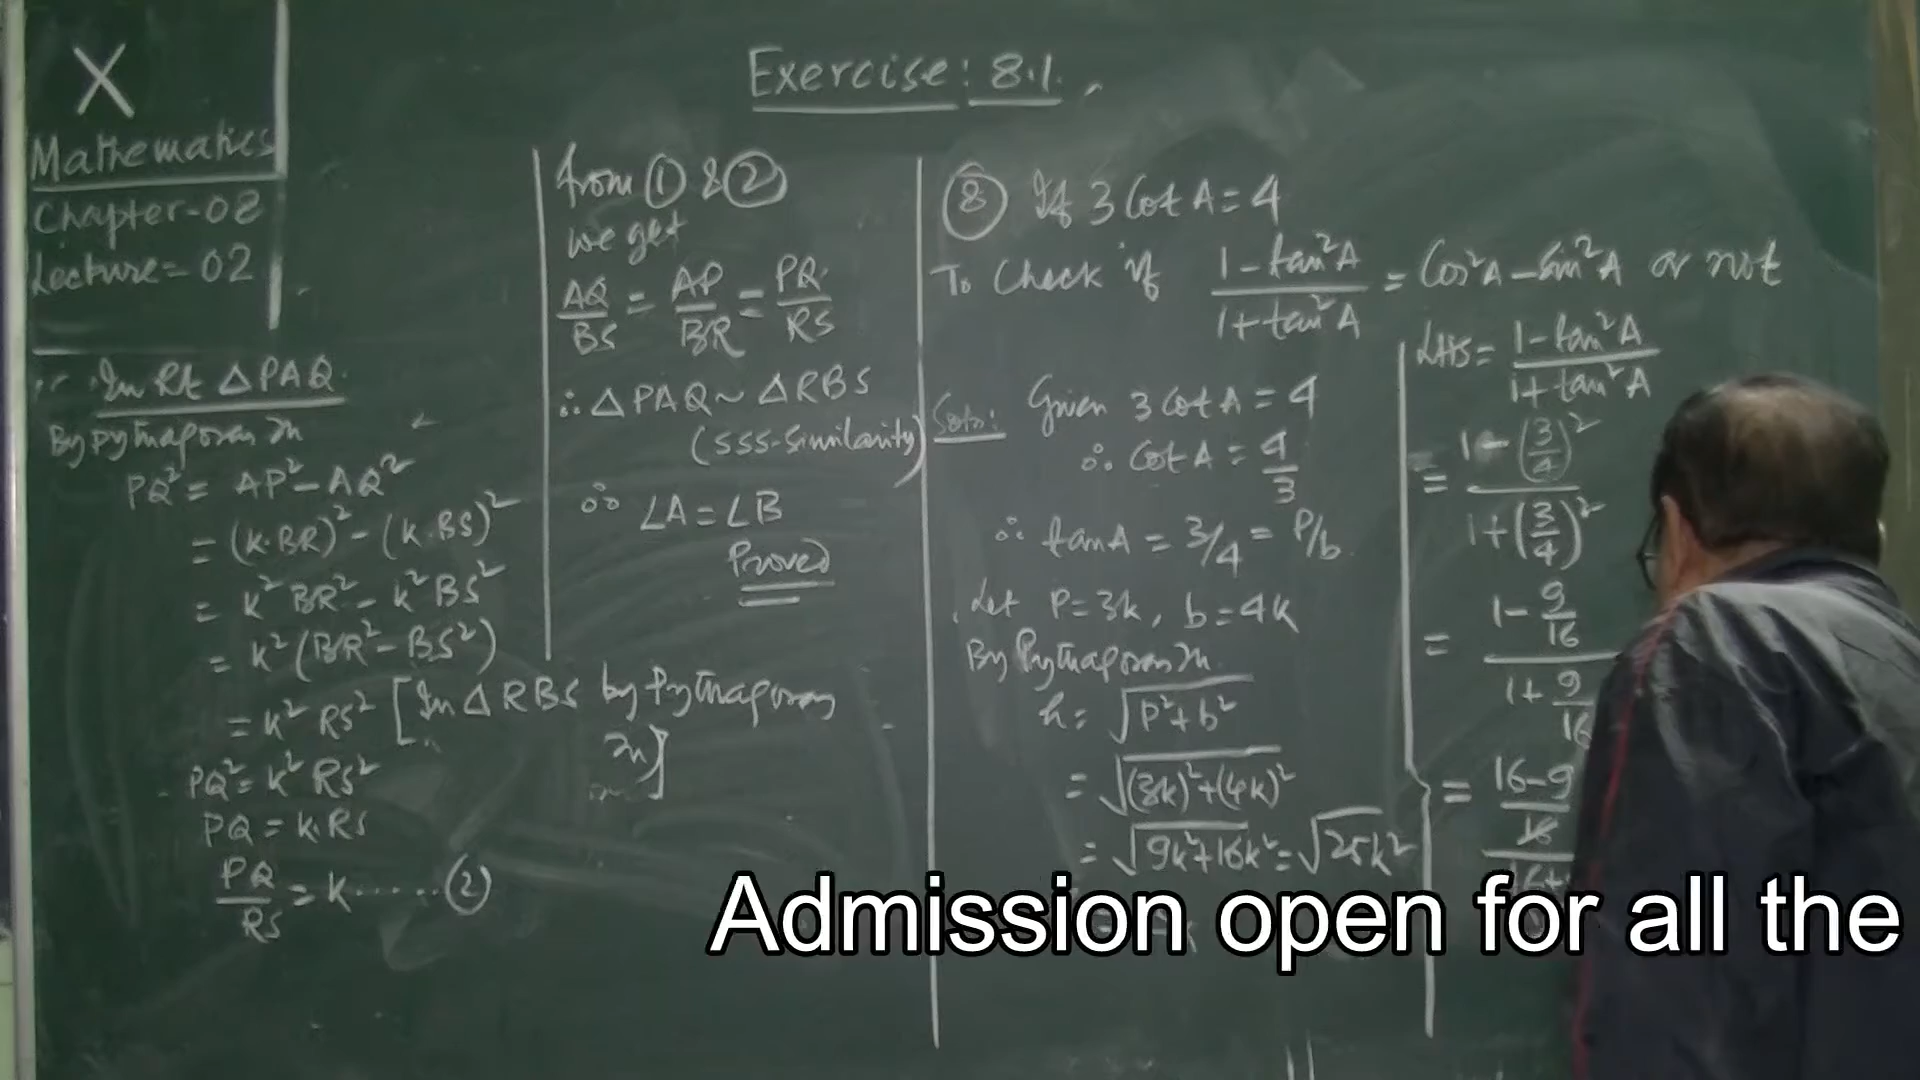 X
Mathematics
Chapter-08
Lecture=02
Exercise: 8.1.
∴ In Rt △PAQ
By Pythagoras
PQ² = AP² - AQ²
= (K.BR)² - (K.BS)²
= K² BR² - K² BS²
= K² (BR² - BS²)
= K² RS² [In △RBS by Pythagoras
PQ² = K² RS²
PQ = K.RS
PQ/RS = K ...... (2)
from ① & ②
we get
AQ/BS = AP/BR = PQ/RS
∴ △PAQ ~ △RBS
(SSS-Similarity)
∴ ∠A = ∠B
Proved
⑧ If 3 Cot A = 4
To Check if (1 - tan²A)/(1 + tan²A) = Cos²A - Sin²A or not
Soln: Given 3 Cot A = 4
∴ Cot A = 4/3
∴ tan A = 3/4 = P/b
Let P = 3k, b = 4k
By Pythagoras
h = √(P² + b²)
= √((3k)² + (4k)²)
= √(9k² + 16k²) = √(25k²)
LHS = (1 - tan²A)/(1 + tan²A)
= (1 - (3/4)²)/(1 + (3/4)²)
= (1 - 9/16)/(1 + 9/16)
= 16-9
16
16+
Admission open for all the